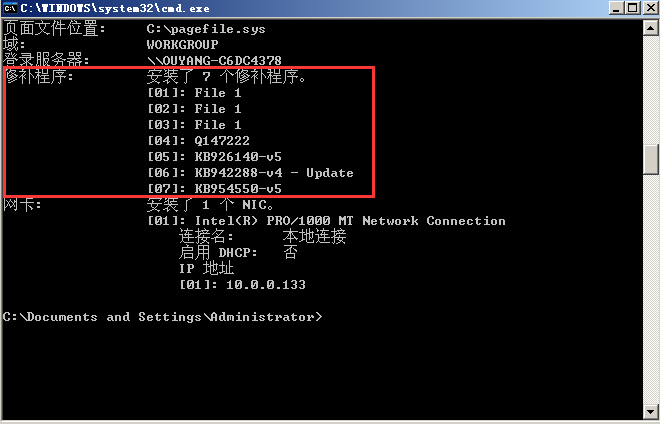 C:\WINDOWS\system32\cmd.exe
页面文件位置: C:\pagefile.sys
域: WORKGROUP
登录服务器: \\OUYANG-C6DC4378
修补程序: 安装了 7 个修补程序。
[01]: File 1
[02]: File 1
[03]: File 1
[04]: Q147222
[05]: KB926140-v5
[06]: KB942288-v4 - Update
[07]: KB954550-v5
网卡: 安装了 1 个 NIC。
[01]: Intel(R) PRO/1000 MT Network Connection
连接名: 本地连接
启用 DHCP: 否
IP 地址
[01]: 10.0.0.133
C:\Documents and Settings\Administrator>